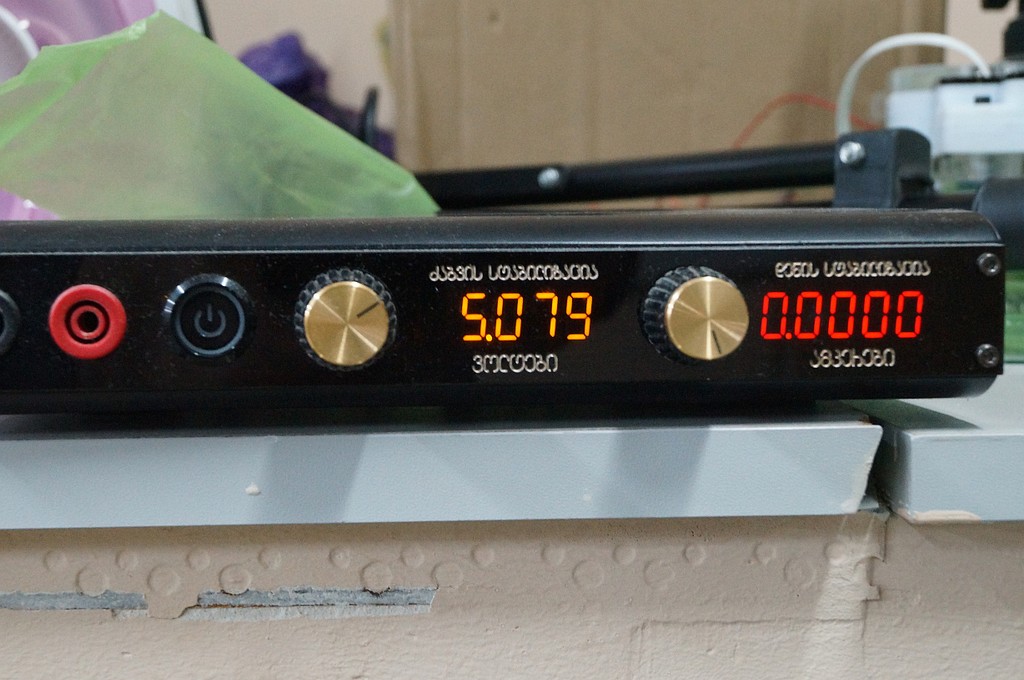 ძაბვის სტაბილიზაცია
5.079
ვოლტები
დენის სტაბილიზაცია
0.0000
ამპერები